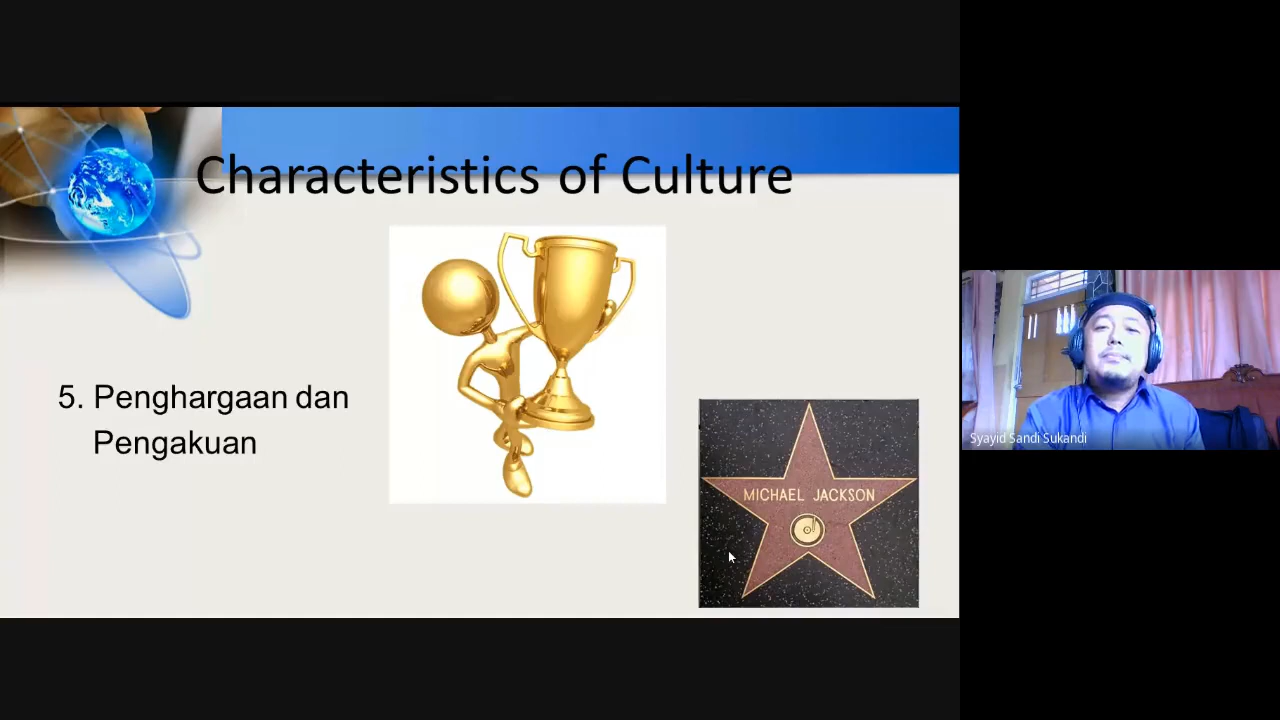 Characteristics of Culture
5. Penghargaan dan
Pengakuan
MICHAEL JACKSON
Syayid Sandi Sukandi